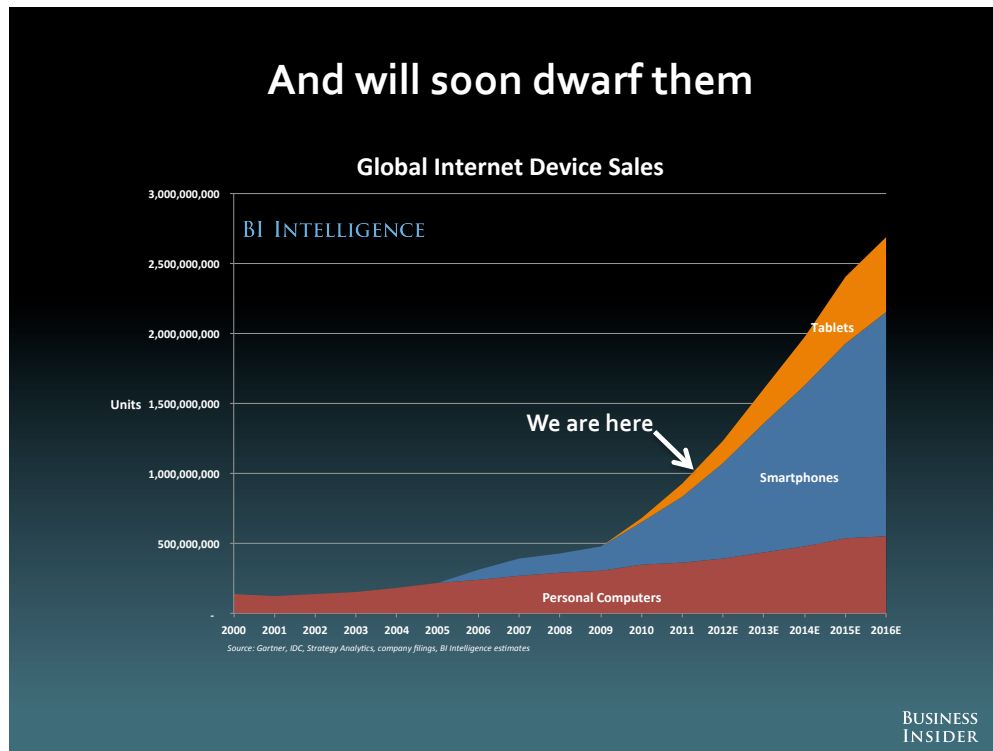 And will soon dwarf them
Global Internet Device Sales
3,000,000,000
BI INTELLIGENCE
2,500,000,000
2,000,000,000
Tablets
Units 1,500,000,000
We are here
1,000,000,000
Smartphones
500,000,000
Personal Computers
-
2000 2001 2002 2003 2004 2005 2006 2007 2008 2009 2010 2011 2012E 2013E 2014E 2015E 2016E
Source: Gartner, IDC, Strategy Analytics, company filings, BI Intelligence estimates
BUSINESS
INSIDER